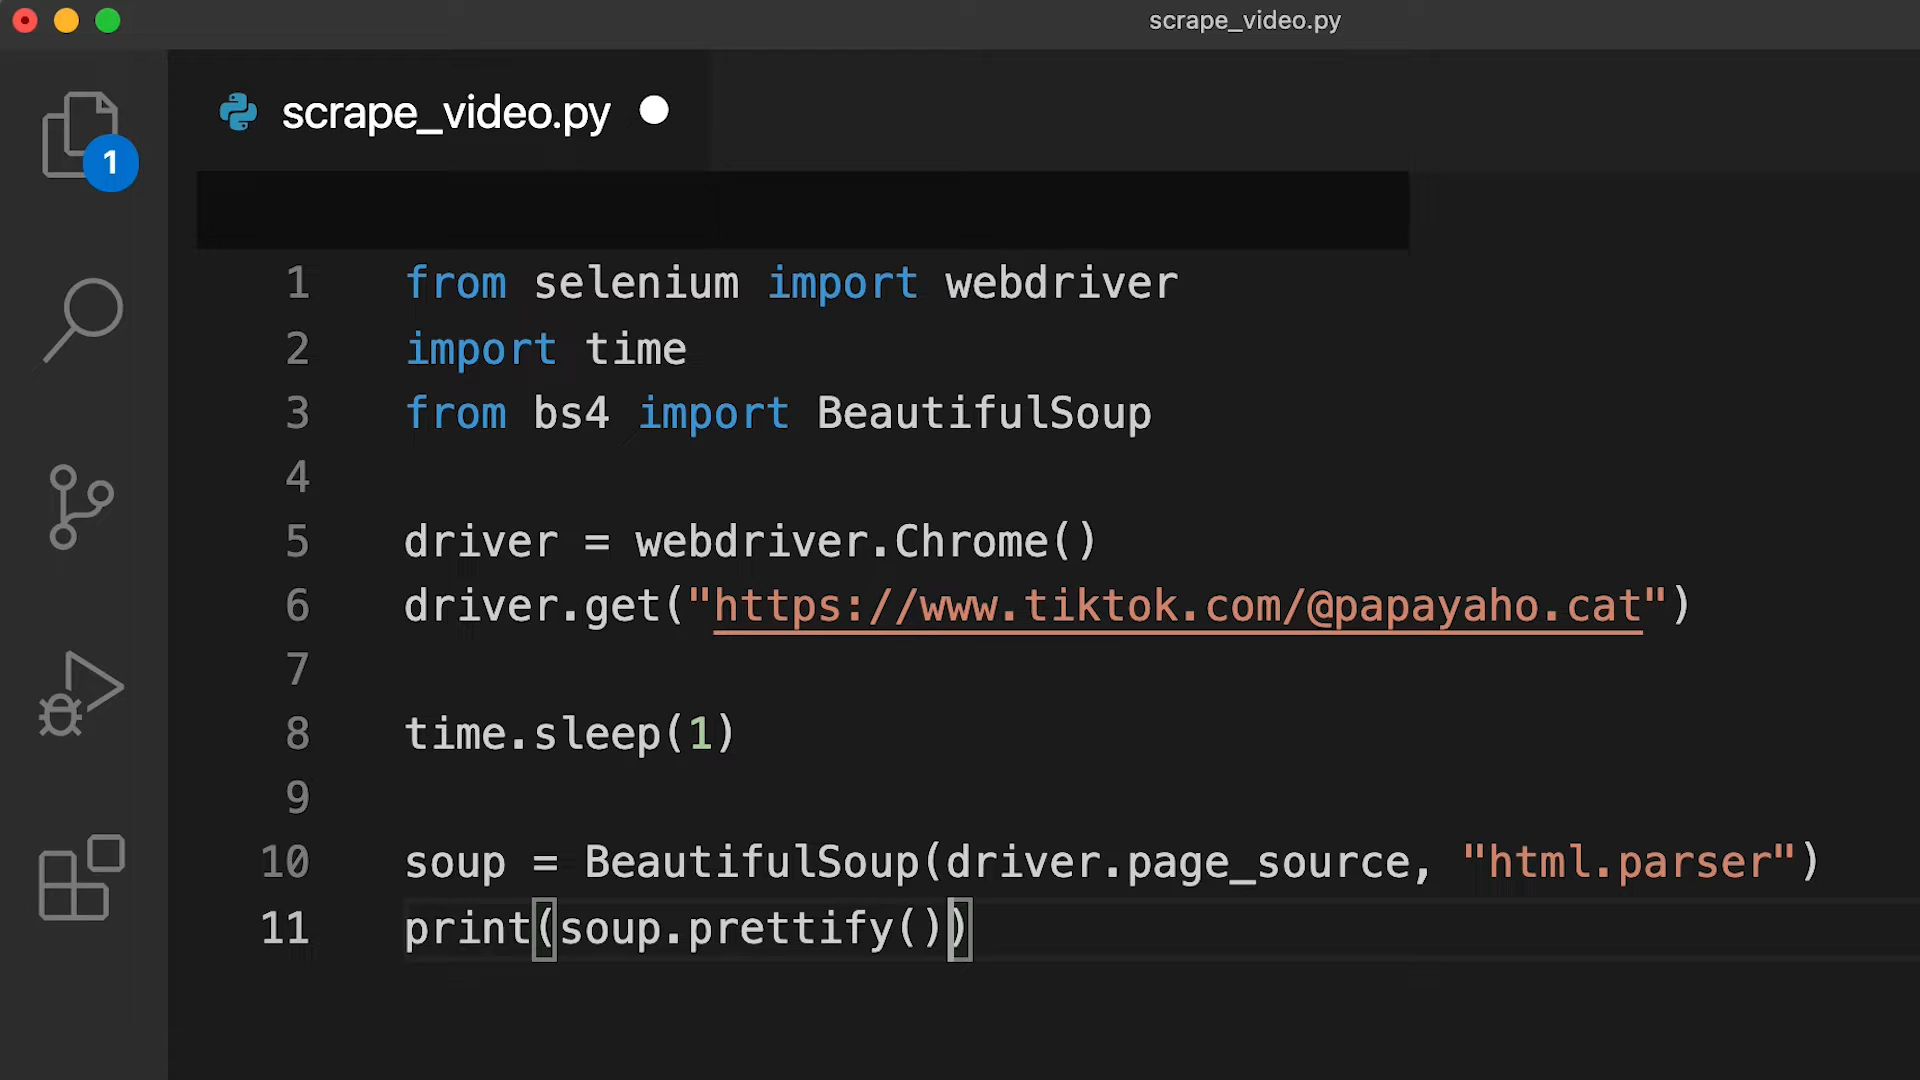 scrape_video.py
scrape_video.py
1
1 from selenium import webdriver
2 import time
3 from bs4 import BeautifulSoup
4
5 driver = webdriver.Chrome()
6 driver.get("https://www.tiktok.com/@papayaho.cat")
7
8 time.sleep(1)
9
10 soup = BeautifulSoup(driver.page_source, "html.parser")
11 print(soup.prettify())